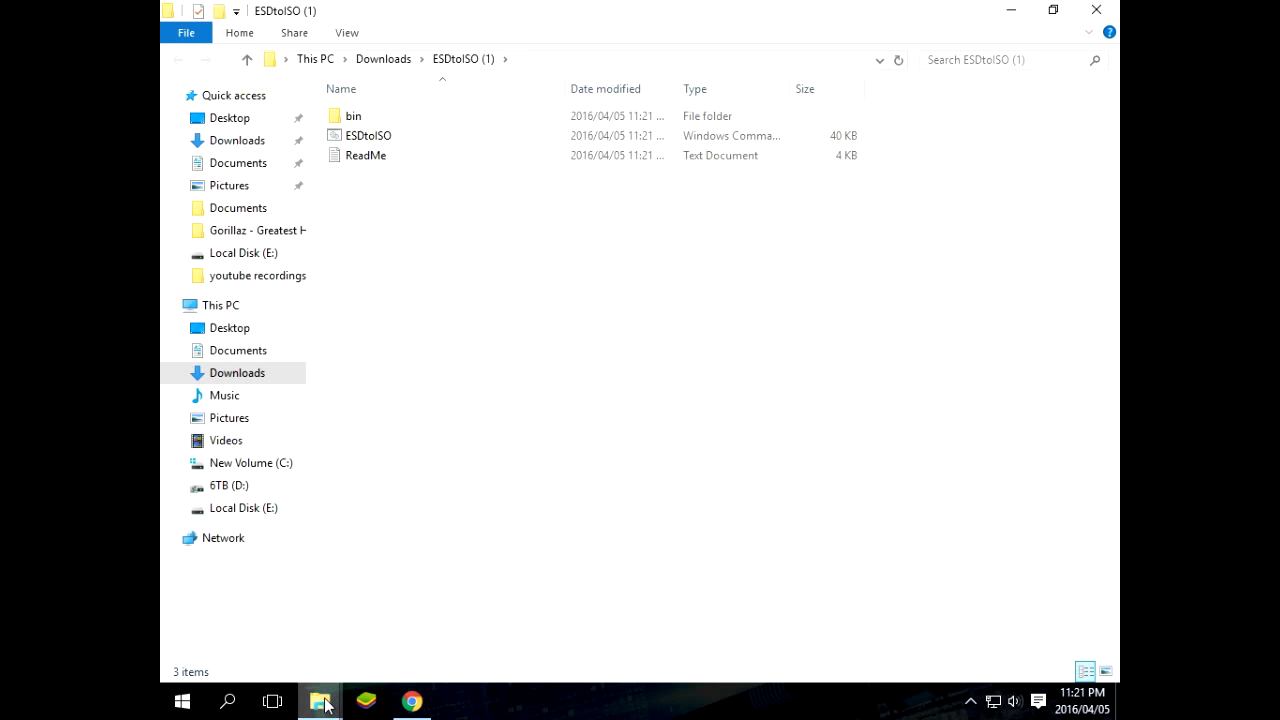 ESDtoISO (1)
File Home Share View
This PC Downloads ESDtoISO (1) Search ESDtoISO (1)
Name Date modified Type Size
bin 2016/04/05 11:21 ... File folder
ESDtoISO 2016/04/05 11:21 ... Windows Comma... 40 KB
ReadMe 2016/04/05 11:21 ... Text Document 4 KB
Quick access
Desktop
Downloads
Documents
Pictures
Documents
Gorillaz - Greatest H
Local Disk (E:)
youtube recordings
This PC
Desktop
Documents
Downloads
Music
Pictures
Videos
New Volume (C:)
6TB (D:)
Local Disk (E:)
Network
3 items
11:21 PM
2016/04/05